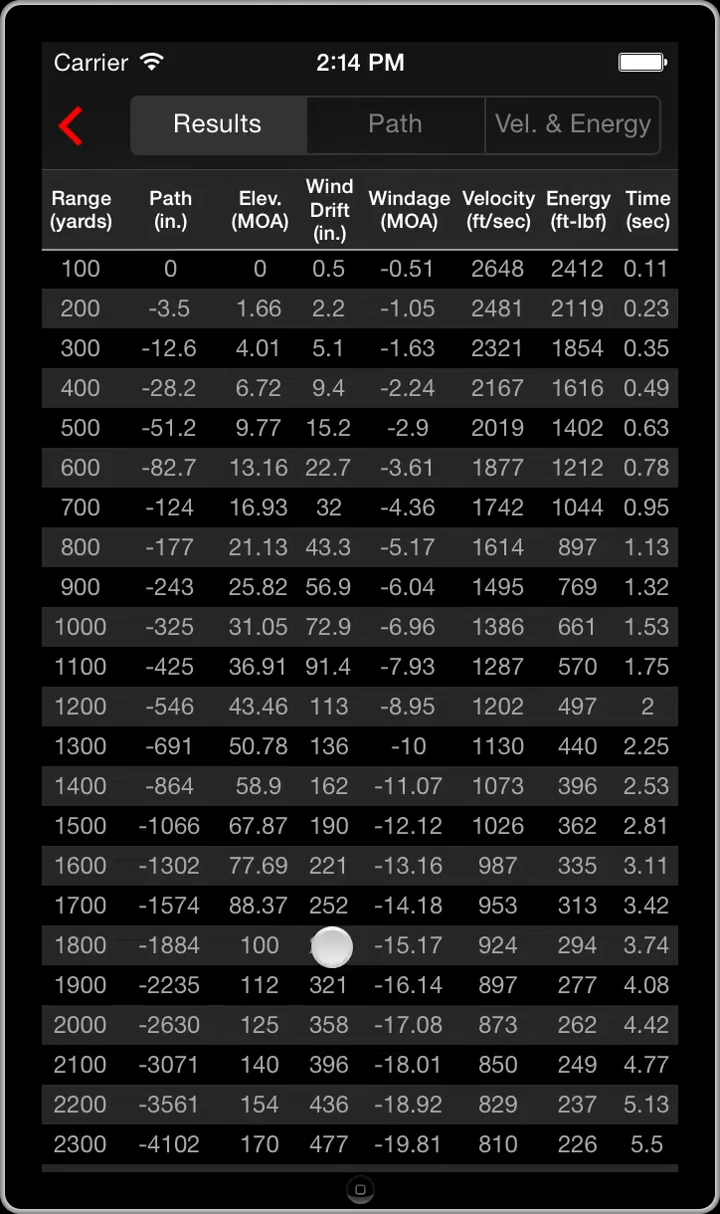 Carrier 2:14 PM
Results Path Vel. & Energy
Range (yards) Path (in.) Elev. (MOA) Wind Drift (in.) Windage (MOA) Velocity (ft/sec) Energy (ft-lbf) Time (sec)
100 0 0 0.5 -0.51 2648 2412 0.11
200 -3.5 1.66 2.2 -1.05 2481 2119 0.23
300 -12.6 4.01 5.1 -1.63 2321 1854 0.35
400 -28.2 6.72 9.4 -2.24 2167 1616 0.49
500 -51.2 9.77 15.2 -2.9 2019 1402 0.63
600 -82.7 13.16 22.7 -3.61 1877 1212 0.78
700 -124 16.93 32 -4.36 1742 1044 0.95
800 -177 21.13 43.3 -5.17 1614 897 1.13
900 -243 25.82 56.9 -6.04 1495 769 1.32
1000 -325 31.05 72.9 -6.96 1386 661 1.53
1100 -425 36.91 91.4 -7.93 1287 570 1.75
1200 -546 43.46 113 -8.95 1202 497 2
1300 -691 50.78 136 -10 1130 440 2.25
1400 -864 58.9 162 -11.07 1073 396 2.53
1500 -1066 67.87 190 -12.12 1026 362 2.81
1600 -1302 77.69 221 -13.16 987 335 3.11
1700 -1574 88.37 252 -14.18 953 313 3.42
1800 -1884 100 -15.17 924 294 3.74
1900 -2235 112 321 -16.14 897 277 4.08
2000 -2630 125 358 -17.08 873 262 4.42
2100 -3071 140 396 -18.01 850 249 4.77
2200 -3561 154 436 -18.92 829 237 5.13
2300 -4102 170 477 -19.81 810 226 5.5